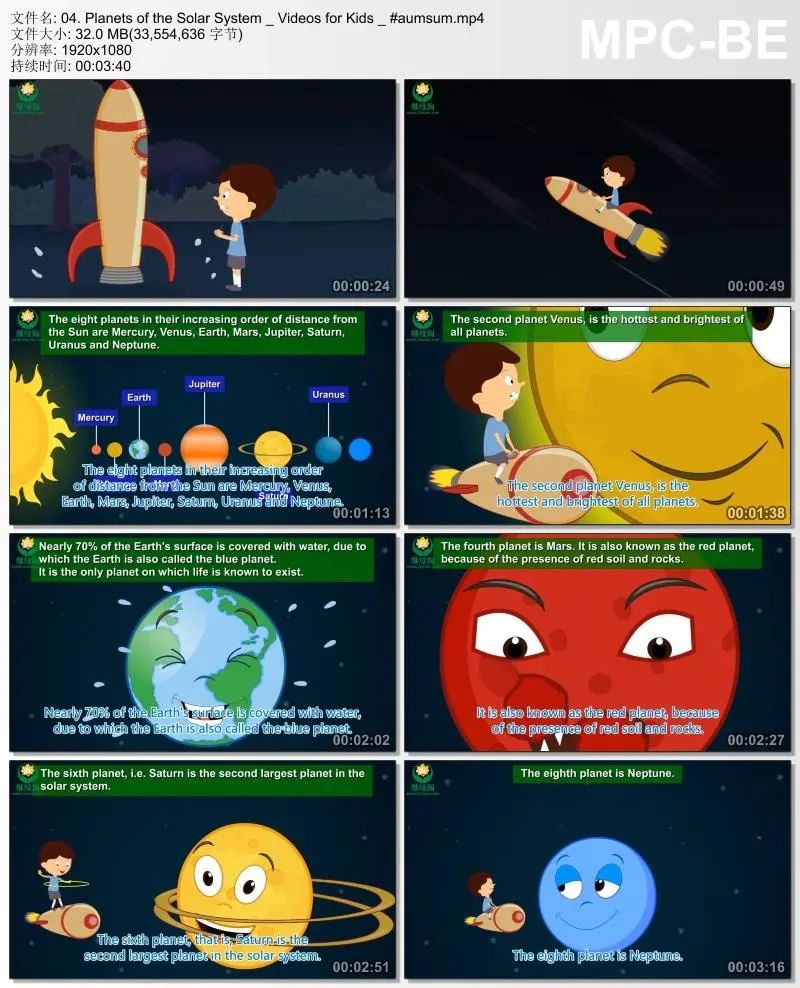 文件名: 04. Planets of the Solar System _ Videos for Kids _ #aumsum.mp4
文件大小: 32.0 MB(33,554,636 字节)
分辨率: 1920x1080
持续时间: 00:03:40
MPC-BE
00:00:24
00:00:49
The eight planets in their increasing order of distance from
the Sun are Mercury, Venus, Earth, Mars, Jupiter, Saturn,
Uranus and Neptune.
Mercury
Earth
Jupiter
Uranus
Saturn
The eight planets in their increasing order
of distance from the Sun are Mercury, Venus,
Earth, Mars, Jupiter, Saturn, Uranus and Neptune.
00:01:13
The second planet Venus, is the hottest and brightest of
all planets.
The second planet Venus, is the
hottest and brightest of all planets.
00:01:38
Nearly 70% of the Earth's surface is covered with water, due to
which the Earth is also called the blue planet.
It is the only planet on which life is known to exist.
Nearly 70% of the Earth's surface is covered with water,
due to which the Earth is also called the blue planet.
00:02:02
The fourth planet is Mars. It is also known as the red planet,
because of the presence of red soil and rocks.
It is also known as the red planet, because
of the presence of red soil and rocks.
00:02:27
The sixth planet, i.e. Saturn is the second largest planet in the
solar system.
The sixth planet, that is, Saturn is the
second largest planet in the solar system.
00:02:51
The eighth planet is Neptune.
The eighth planet is Neptune.
00:03:16